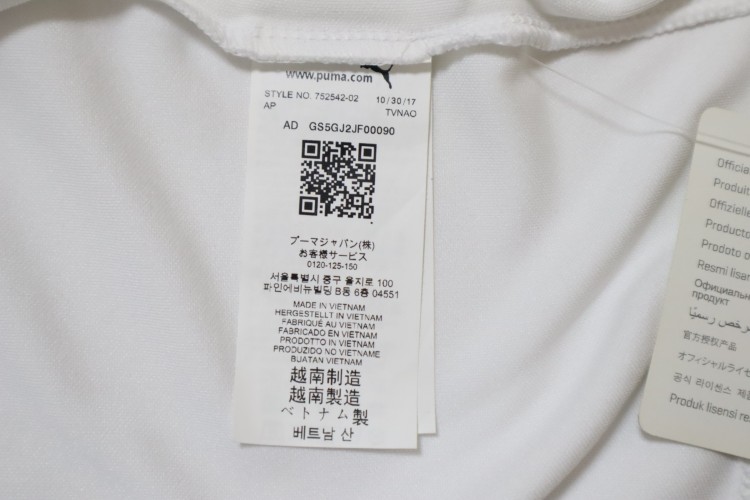 www.puma.com
STYLE NO. 752542-02 10/30/17
AP TVNAO
AD GS5GJ2JF00090
プーマジャパン(株)
お客様サービス
0120-125-150
서울특별시 중구 을지로 100
파인에비뉴빌딩 B동 6층 04551
MADE IN VIETNAM
HERGESTELLT IN VIETNAM
FABRIQUÉ AU VIETNAM
FABRICADO EN VIETNAM
PRODOTTO IN VIETNAM
PRODUZIDO NO VIETNAME
BUATAN VIETNAM
越南制造
越南製造
ベトナム製
베트남 산
Officia
Produit
Offizielle
Producto
Prodoto
Resmi lisan
Официальн
продукт
官方授权产品
オフィシャルライセ
공식 라이센스 제품
Produk lisensi re